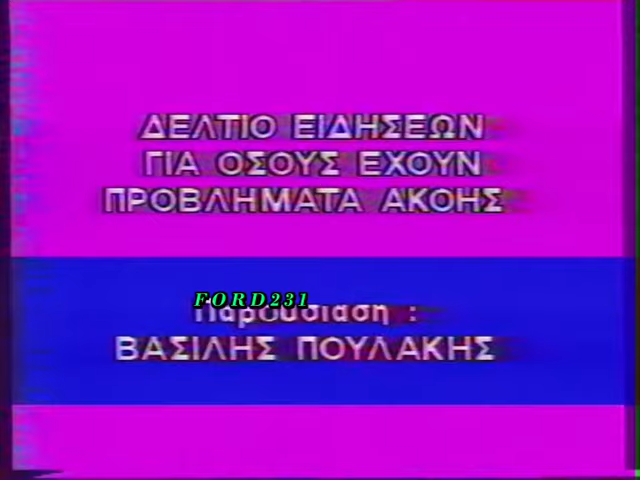 ΔΕΛΤΙΟ ΕΙΔΗΣΕΩΝ
ΓΙΑ ΟΣΟΥΣ ΕΧΟΥΝ
ΠΡΟΒΛΗΜΑΤΑ ΑΚΟΗΣ
FORD231
Παρουσίαση :
ΒΑΣΙΛΗΣ ΠΟΥΛΑΚΗΣ